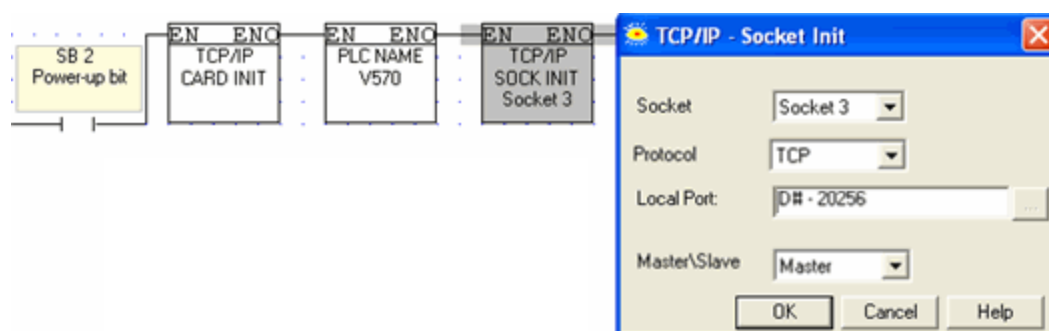 SB 2
Power-up bit
EN ENO
TCP/IP
CARD INIT
EN ENO
PLC NAME
V570
EN ENO
TCP/IP
SOCK INIT
Socket 3
TCP/IP - Socket Init
Socket Socket 3
Protocol TCP
Local Port: D# - 20256
...
Master\Slave Master
OK Cancel Help